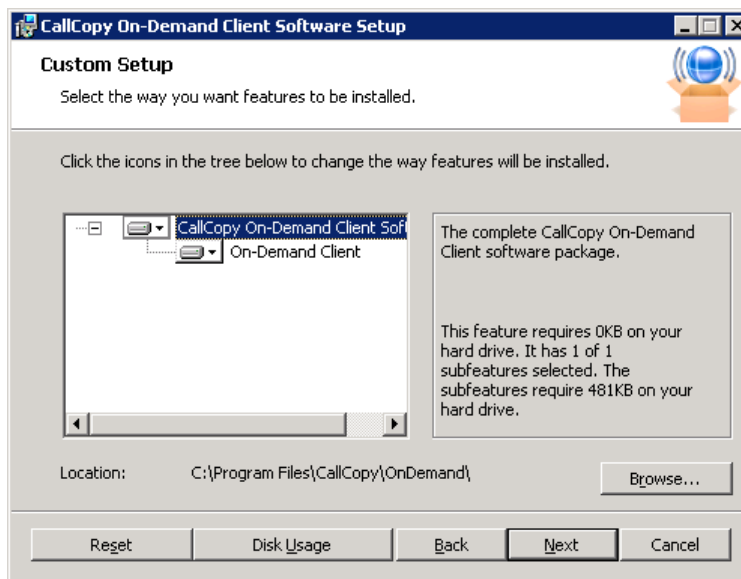 CallCopy On-Demand Client Software Setup
Custom Setup
Select the way you want features to be installed.
Click the icons in the tree below to change the way features will be installed.
CallCopy On-Demand Client Soft
On-Demand Client
The complete CallCopy On-Demand
Client software package.
This feature requires 0KB on your
hard drive. It has 1 of 1
subfeatures selected. The
subfeatures require 481KB on your
hard drive.
Location: C:\Program Files\CallCopy\OnDemand\
Browse...
Reset Disk Usage Back Next Cancel